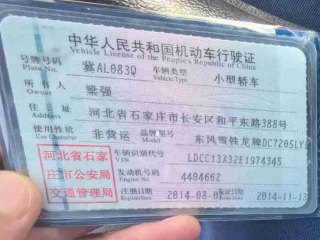 中华人民共和国机动车行驶证
Vehicle License of the People's Republic of China
号牌号码 冀AL083Q 车辆类型 小型轿车
Plate No. Vehicle Type
所有人 梁强
Owner
住址 河北省石家庄市长安区和平东路388号
Address
使用性质 非营运 品牌型号 东风雪铁龙牌DC7205LY
车辆识别代号 LDCC13X32E1974345
VIN
河北省石家
庄市公安局
交通管理局
发动机号码 4404662
Engine No.
注册日期 2014-08-0 发证日期 2014-11-13